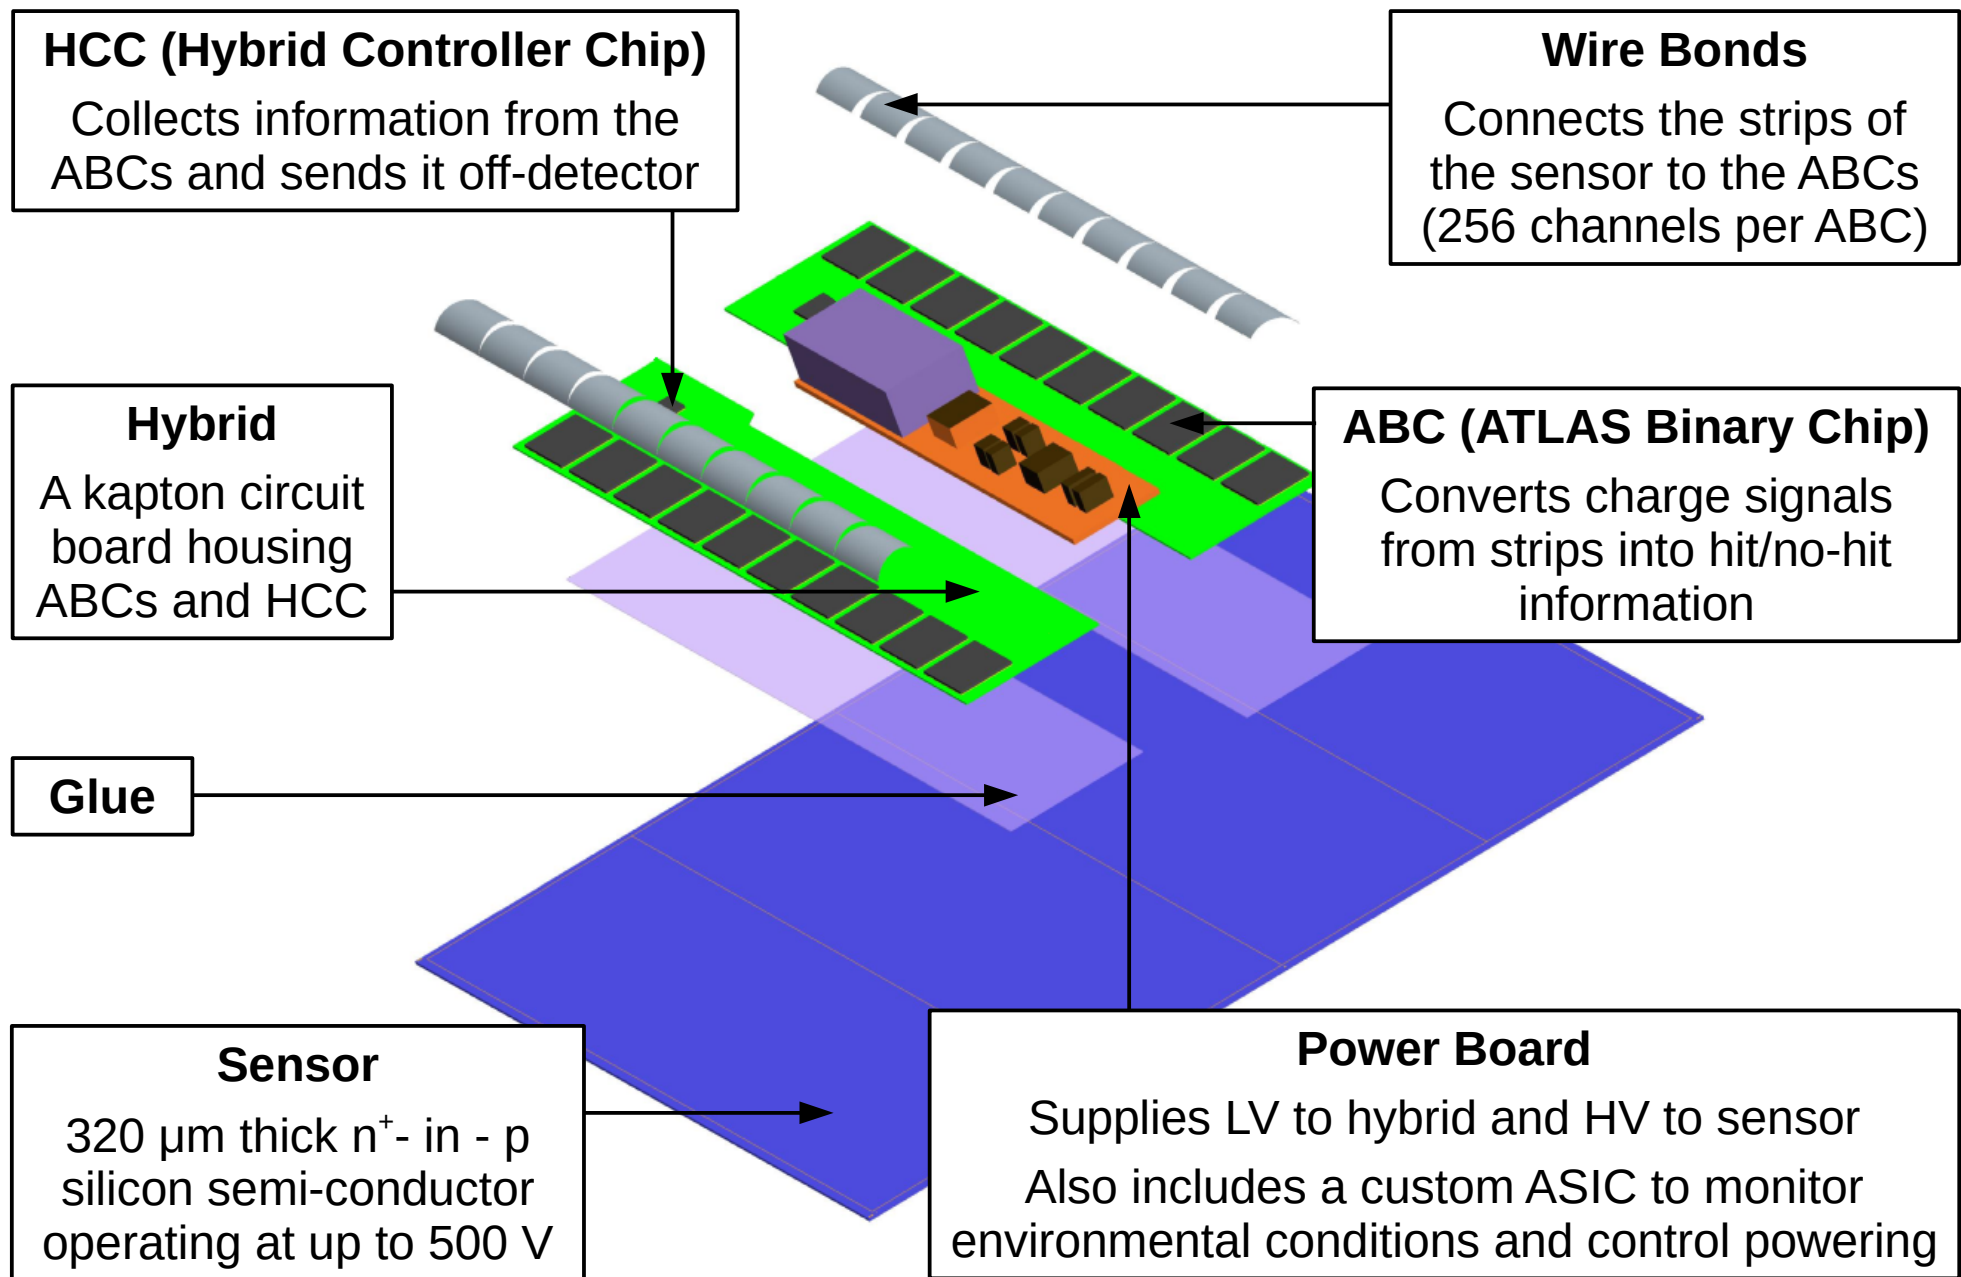 HCC (Hybrid Controller Chip)
Collects information from the
ABCs and sends it off-detector
Wire Bonds
Connects the strips of
the sensor to the ABCs
(256 channels per ABC)
Hybrid
A kapton circuit
board housing
ABCs and HCC
ABC (ATLAS Binary Chip)
Converts charge signals
from strips into hit/no-hit
information
Glue
Sensor
320 μm thick n⁺- in - p
silicon semi-conductor
operating at up to 500 V
Power Board
Supplies LV to hybrid and HV to sensor
Also includes a custom ASIC to monitor
environmental conditions and control powering